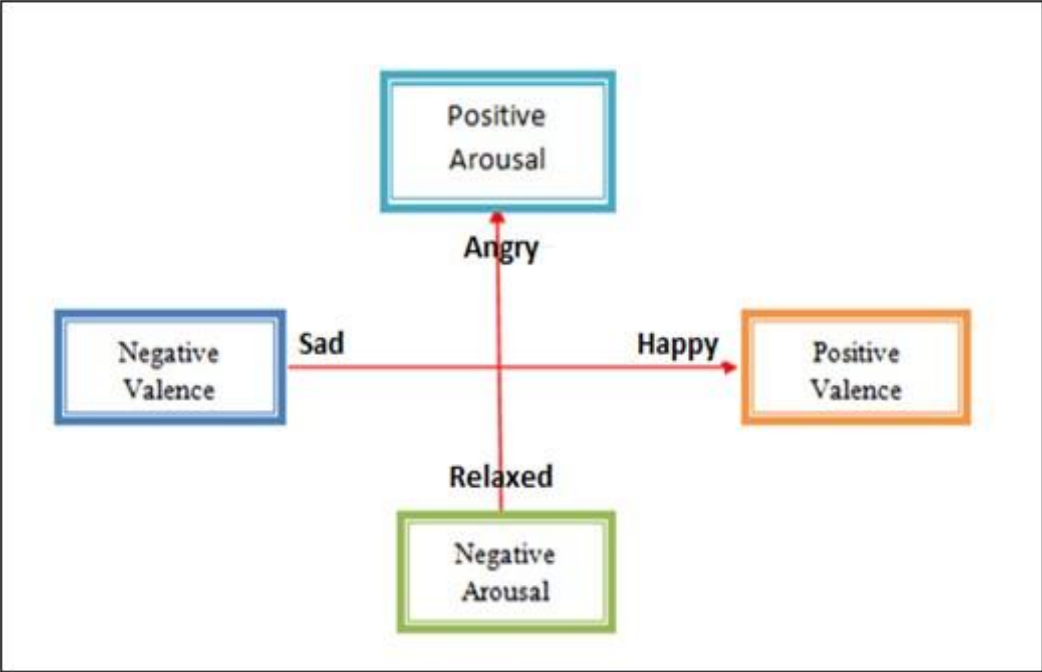 Positive
Arousal
Angry
Sad
Happy
Negative
Valence
Positive
Valence
Relaxed
Negative
Arousal